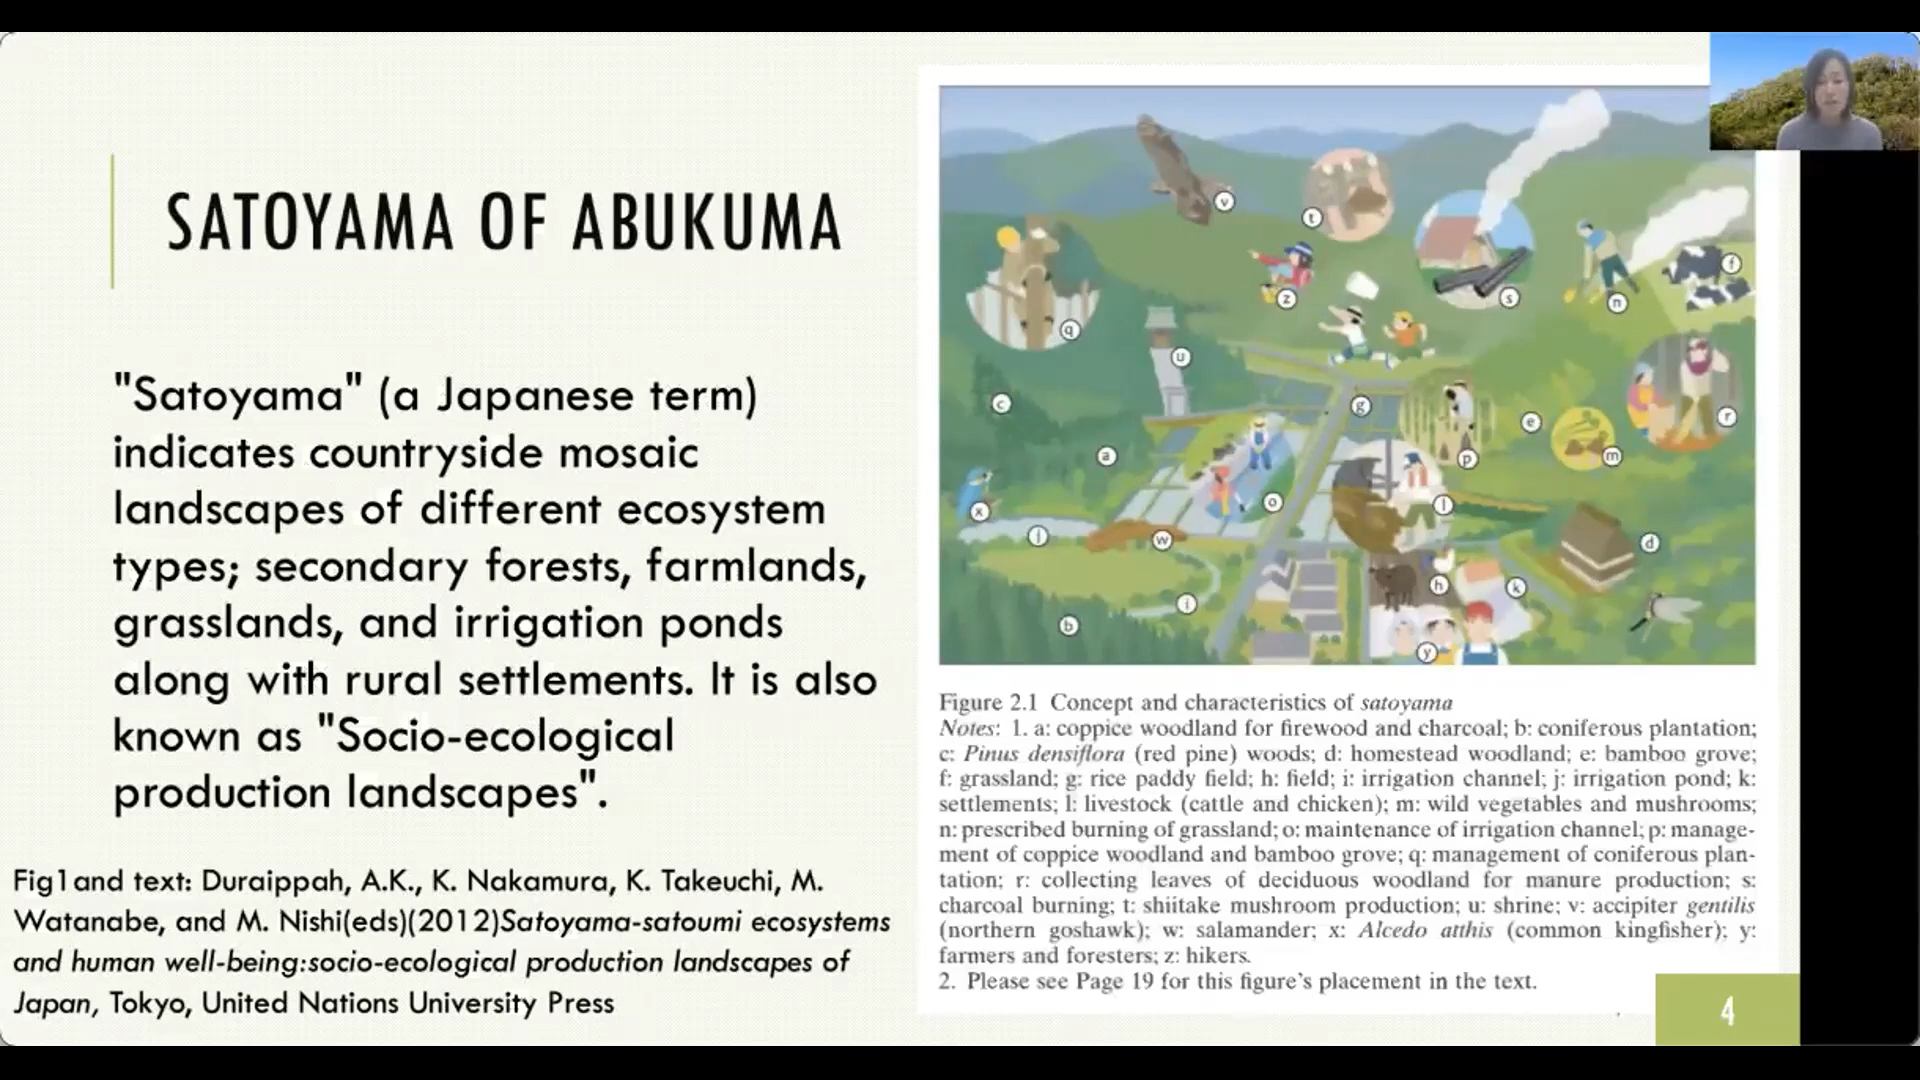 SATOYAMA OF ABUKUMA
"Satoyama" (a Japanese term)
indicates countryside mosaic
landscapes of different ecosystem
types; secondary forests, farmlands,
grasslands, and irrigation ponds
along with rural settlements. It is also
known as "Socio-ecological
production landscapes".
Fig1and text: Duraippah, A.K., K. Nakamura, K. Takeuchi, M.
Watanabe, and M. Nishi(eds)(2012)Satoyama-satoumi ecosystems
and human well-being:socio-ecological production landscapes of
Japan, Tokyo, United Nations University Press
v
t
q
z
s
n
f
u
c
g
e
r
a
p
m
x
o
l
j
w
d
i
h
k
b
y
Figure 2.1 Concept and characteristics of satoyama
Notes: 1. a: coppice woodland for firewood and charcoal; b: coniferous plantation;
c: Pinus densiflora (red pine) woods; d: homestead woodland; e: bamboo grove;
f: grassland; g: rice paddy field; h: field; i: irrigation channel; j: irrigation pond; k:
settlements; l: livestock (cattle and chicken); m: wild vegetables and mushrooms;
n: prescribed burning of grassland; o: maintenance of irrigation channel; p: manage-
ment of coppice woodland and bamboo grove; q: management of coniferous plan-
tation; r: collecting leaves of deciduous woodland for manure production; s:
charcoal burning; t: shiitake mushroom production; u: shrine; v: accipiter gentilis
(northern goshawk); w: salamander; x: Alcedo atthis (common kingfisher); y:
farmers and foresters; z: hikers.
2. Please see Page 19 for this figure's placement in the text.
4